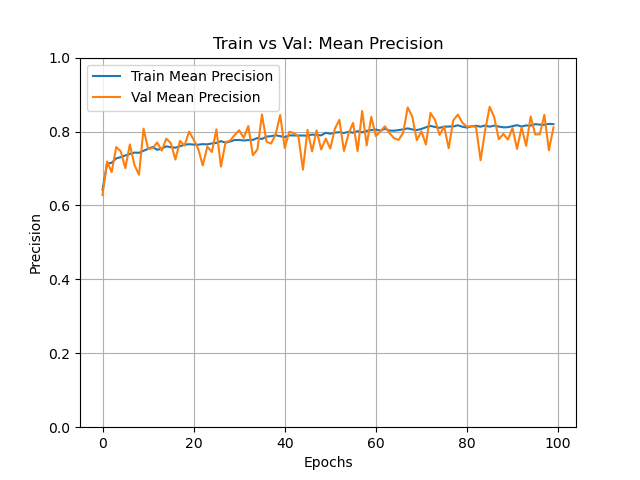 Train vs Val: Mean Precision
Train Mean Precision
Val Mean Precision
1.0
0.8
0.6
0.4
0.2
0.0
Precision
0 20 40 60 80 100
Epochs